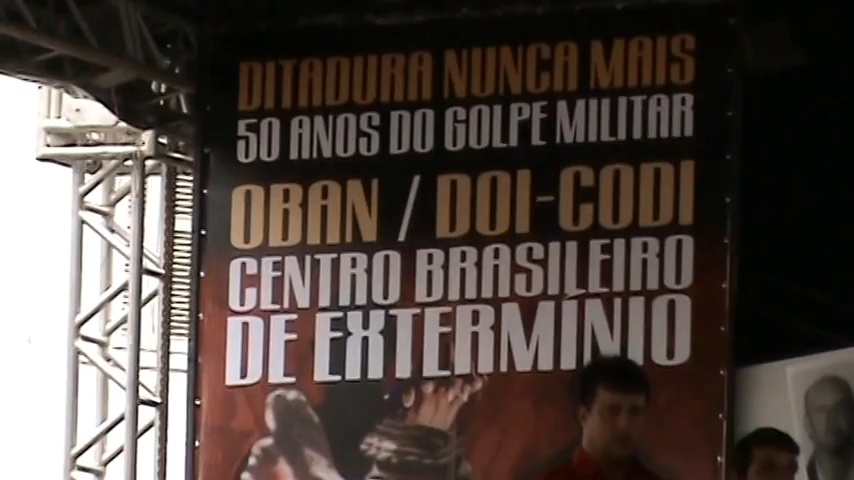 DITADURA NUNCA MAIS
50 ANOS DO GOLPE MILITAR
OBAN / DOI-CODI
CENTRO BRASILEIRO
DE EXTERMÍNIO